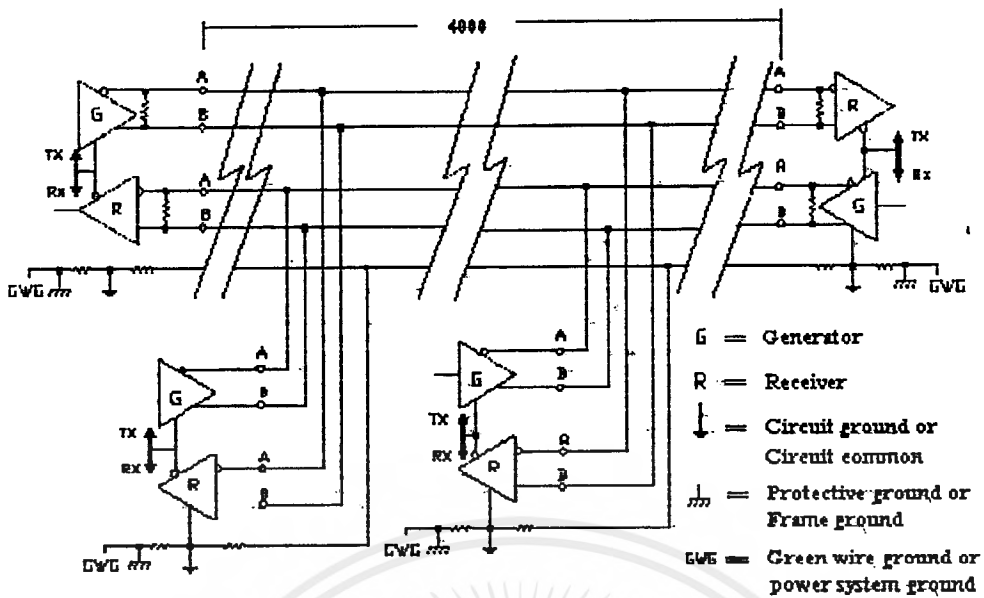 4000
A
A
G
R
B
B
TX
TX
Rx
Rx
A
A
R
G
B
B
GWG
GWG
G = Generator
A
A
G
G
B
B
R = Receiver
TX
TX
= Circuit ground or
Circuit common
RX
RX
A
A
R
R
B
B
= Protective ground or
Frame ground
GWG
GWG
GWG = Green wire ground or
power system ground